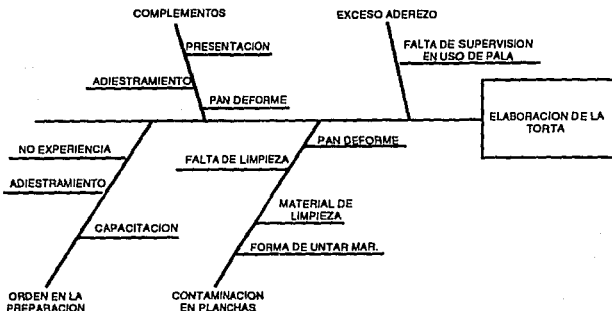 COMPLEMENTOS
EXCESO ADEREZO
PRESENTACION
FALTA DE SUPERVISION
EN USO DE PALA
ADIESTRAMIENTO
PAN DEFORME
ELABORACION DE LA
TORTA
NO EXPERIENCIA
FALTA DE LIMPIEZA
PAN DEFORME
ADIESTRAMIENTO
MATERIAL DE
LIMPIEZA
CAPACITACION
FORMA DE UNTAR MAR.
ORDEN EN LA
PREPARACION
CONTAMINACION
EN PLANCHAS